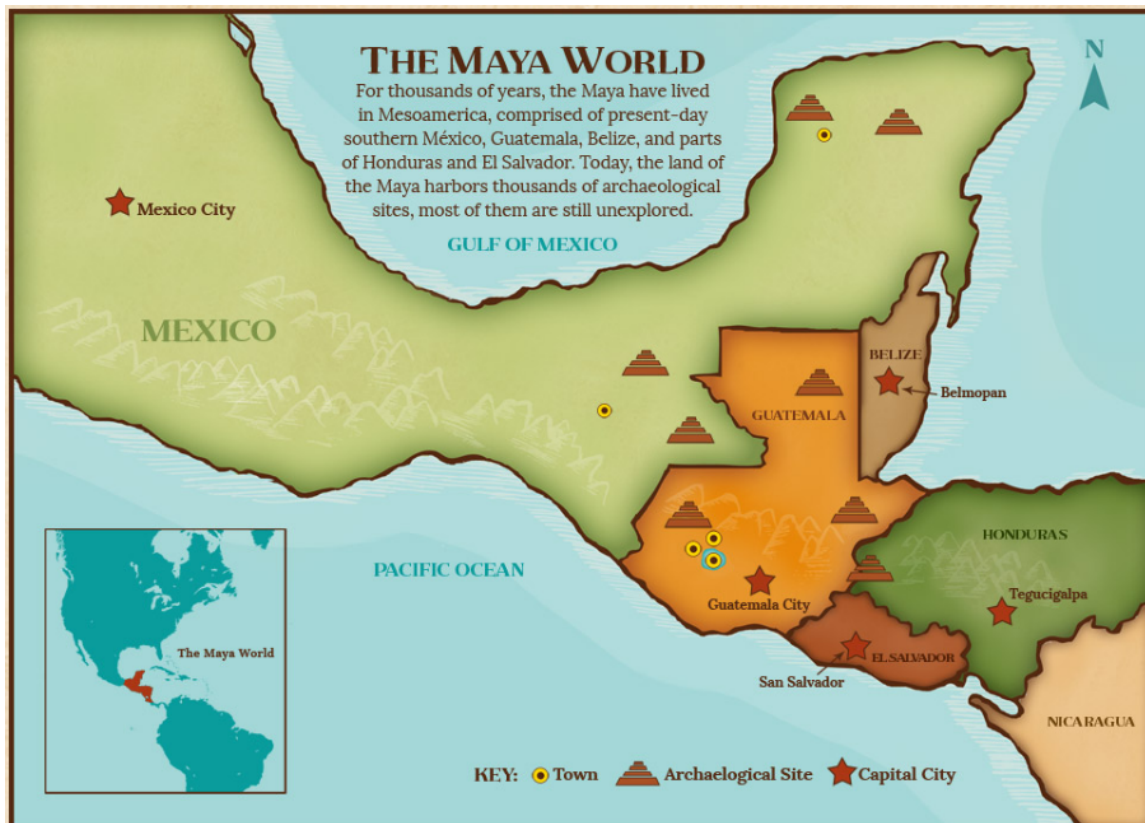 THE MAYA WORLD
For thousands of years, the Maya have lived
in Mesoamerica, comprised of present-day
southern México, Guatemala, Belize, and parts
of Honduras and El Salvador. Today, the land of
the Maya harbors thousands of archaeological
sites, most of them are still unexplored.
N
Mexico City
GULF OF MEXICO
MEXICO
BELIZE
Belmopan
GUATEMALA
HONDURAS
PACIFIC OCEAN
Tegucigalpa
Guatemala City
The Maya World
EL SALVADOR
San Salvador
NICARAGUA
KEY: Town Archaelogical Site Capital City